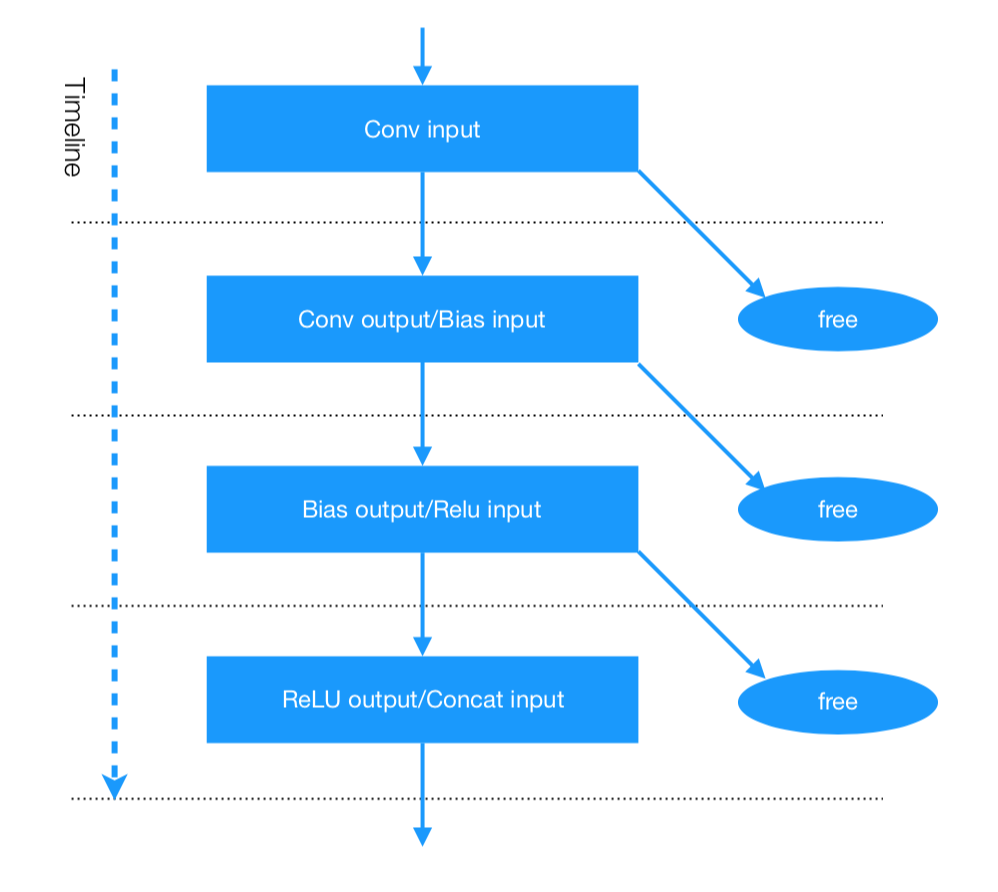 Timeline
Conv input
Conv output/Bias input
free
Bias output/Relu input
free
ReLU output/Concat input
free